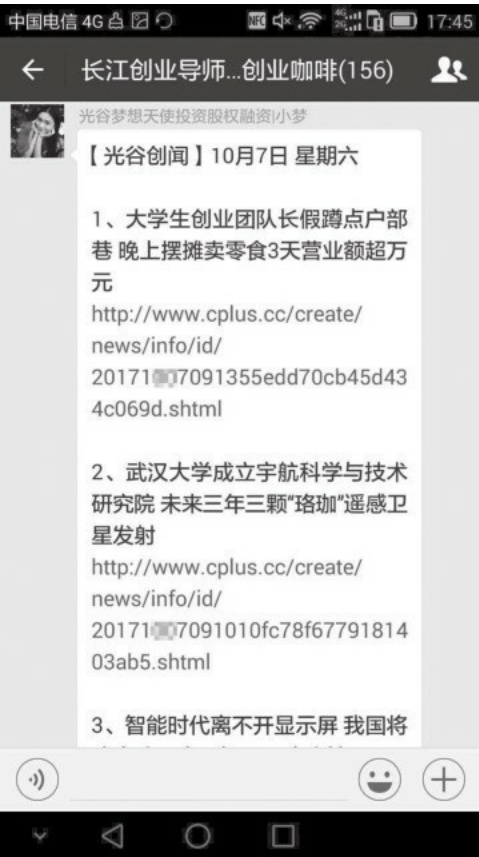 中国电信 4G
NFC
4G
2G
17:45
长江创业导师...创业咖啡(156)
光谷梦想天使投资股权融资|小梦
【光谷创闻】10月7日 星期六
1、大学生创业团队长假蹲点户部
巷 晚上摆摊卖零食3天营业额超万
元
http://www.cplus.cc/create/
news/info/id/
20171 7091355edd70cb45d43
4c069d.shtml
2、武汉大学成立宇航科学与技术
研究院 未来三年三颗“珞珈”遥感卫
星发射
http://www.cplus.cc/create/
news/info/id/
20171 7091010fc78f67791814
03ab5.shtml
3、智能时代离不开显示屏 我国将